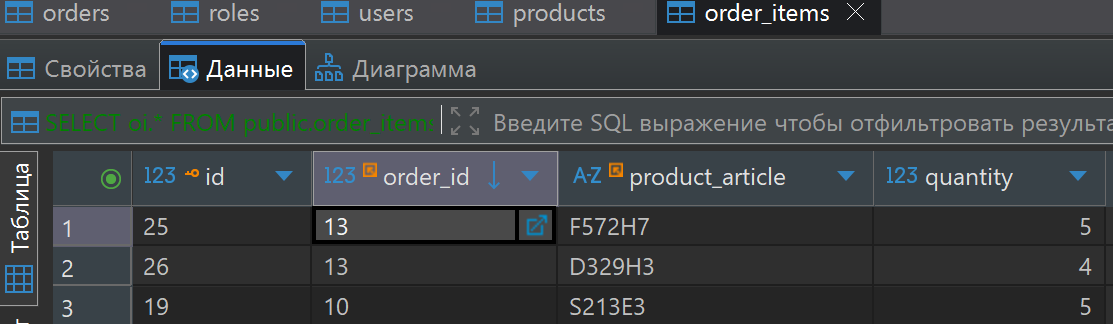 orders roles users products order_items
Свойства Данные Диаграмма
SELECT oi.* FROM public.order_items Введите SQL выражение чтобы отфильтровать результа
Таблица
123 id 123 order_id A-Z product_article 123 quantity
1 25 13 F572H7 5
2 26 13 D329H3 4
3 19 10 S213E3 5